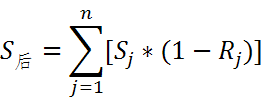 S后 = ∑_{j=1}^{n} [S_j * (1 − R_j)]